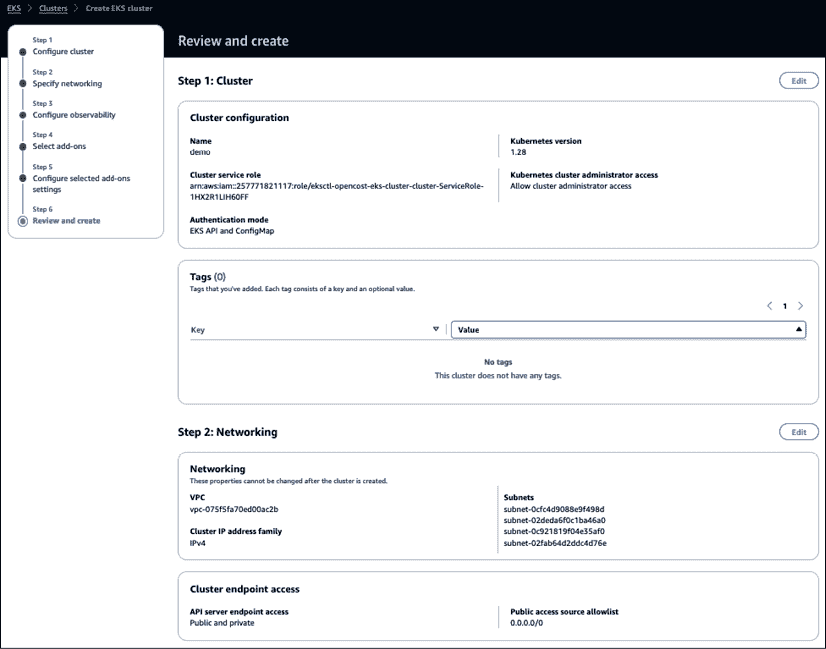 EKS > Clusters > Create EKS cluster
Step 1
Configure cluster
Step 2
Specify networking
Step 3
Configure observability
Step 4
Select add-ons
Step 5
Configure selected add-ons
settings
Step 6
Review and create
Review and create
Step 1: Cluster
Edit
Cluster configuration
Name
demo
Kubernetes version
1.28
Cluster service role
arn:aws:iam::257771821117:role/eksctl-opencost-eks-cluster-cluster-ServiceRole-
1HX2R1LIH60FF
Kubernetes cluster administrator access
Allow cluster administrator access
Authentication mode
EKS API and ConfigMap
Tags (0)
Tags that you've added. Each tag consists of a key and an optional value.
< 1 >
Key
Value
No tags
This cluster does not have any tags.
Step 2: Networking
Edit
Networking
These properties cannot be changed after the cluster is created.
VPC
vpc-075f5fa70ed00ac2b
Cluster IP address family
IPv4
Subnets
subnet-0cfc4d9088e9f498d
subnet-02deda6f0c1ba46a0
subnet-0c921819f04e35af0
subnet-02fab64d2ddc4d76e
Cluster endpoint access
API server endpoint access
Public and private
Public access source allowlist
0.0.0.0/0